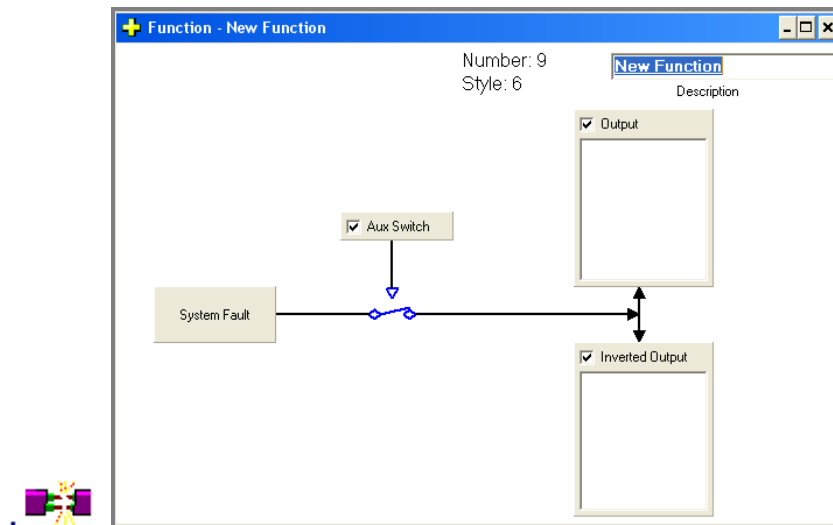 Function - New Function
Number: 9
Style: 6
New Function
Description
Output
Aux Switch
System Fault
Inverted Output